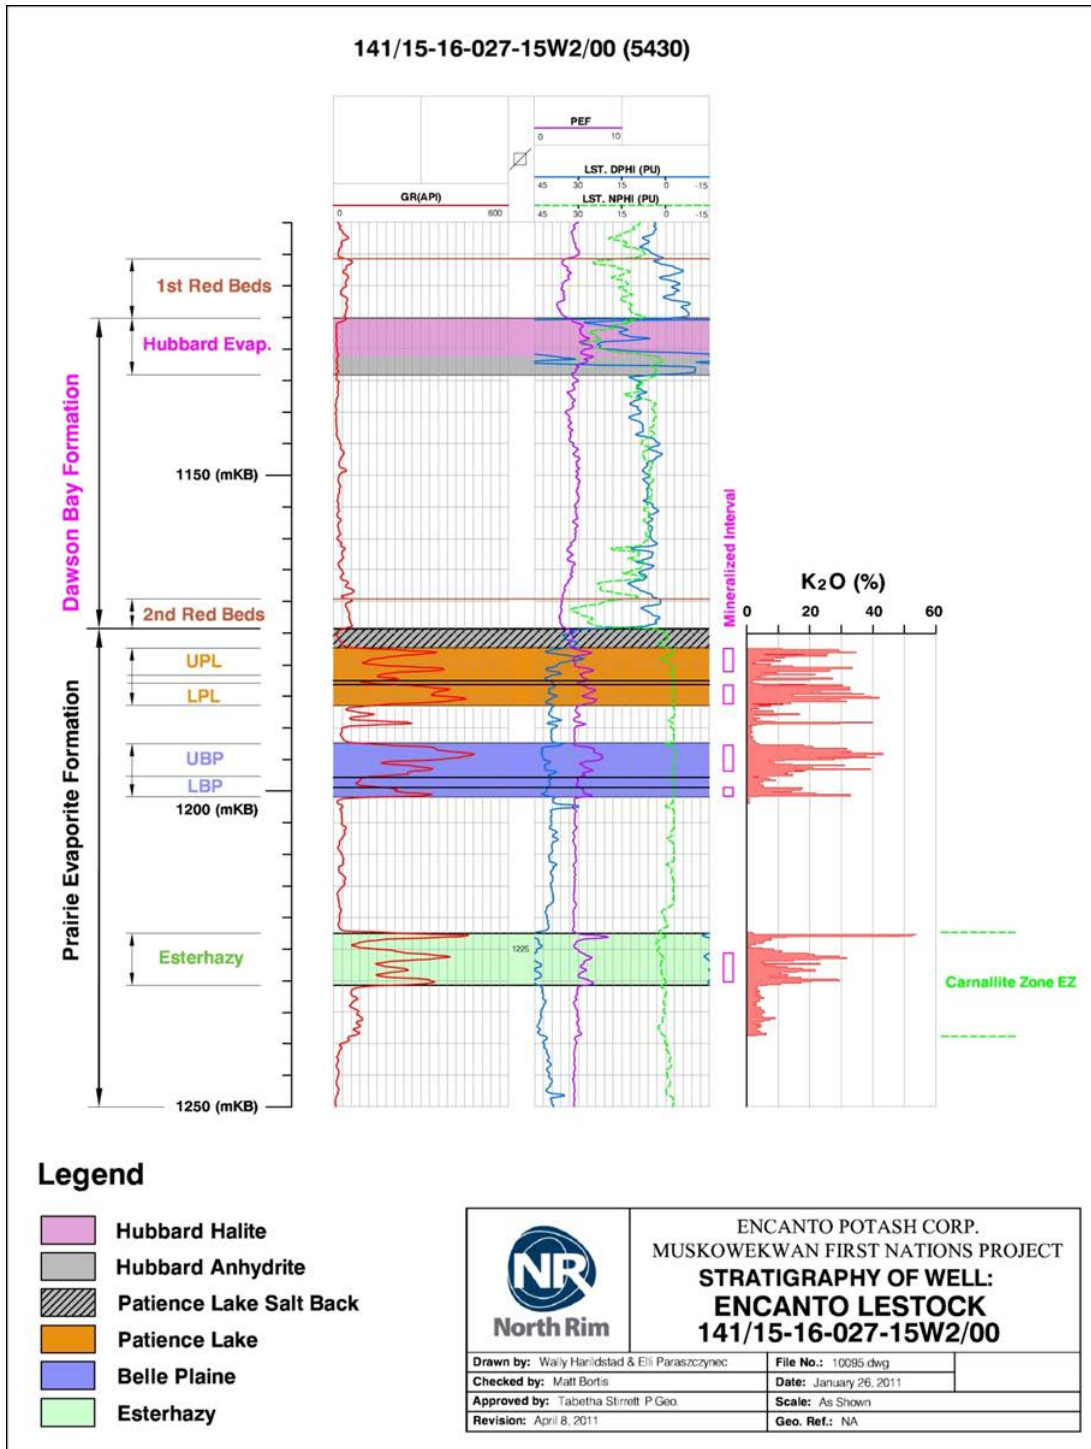 141/15-16-027-15W2/00 (5430)
PEF
0 10
LST. DPHI (PU)
45 30 15 0 -15
GR(API)
LST. NPHI (PU)
0 600
45 30 15 0 -15
1st Red Beds
Hubbard Evap.
Dawson Bay Formation
1150 (mKB)
Mineralized Interval
K2O (%)
0 20 40 60
2nd Red Beds
UPL
LPL
UBP
LBP
1200 (mKB)
Prairie Evaporite Formation
1225
Esterhazy
Carnallite Zone EZ
1250 (mKB)
Legend
Hubbard Halite
Hubbard Anhydrite
Patience Lake Salt Back
Patience Lake
Belle Plaine
Esterhazy
NR
North Rim
ENCANTO POTASH CORP.
MUSKOWEKWAN FIRST NATIONS PROJECT
STRATIGRAPHY OF WELL:
ENCANTO LESTOCK
141/15-16-027-15W2/00
Drawn by: Wally Harildstad & Elli Paraszczynec
File No.: 10095.dwg
Checked by: Matt Bortis
Date: January 26, 2011
Approved by: Tabetha Stirrett P.Geo.
Scale: As Shown
Revision: April 8, 2011
Geo. Ref.: NA